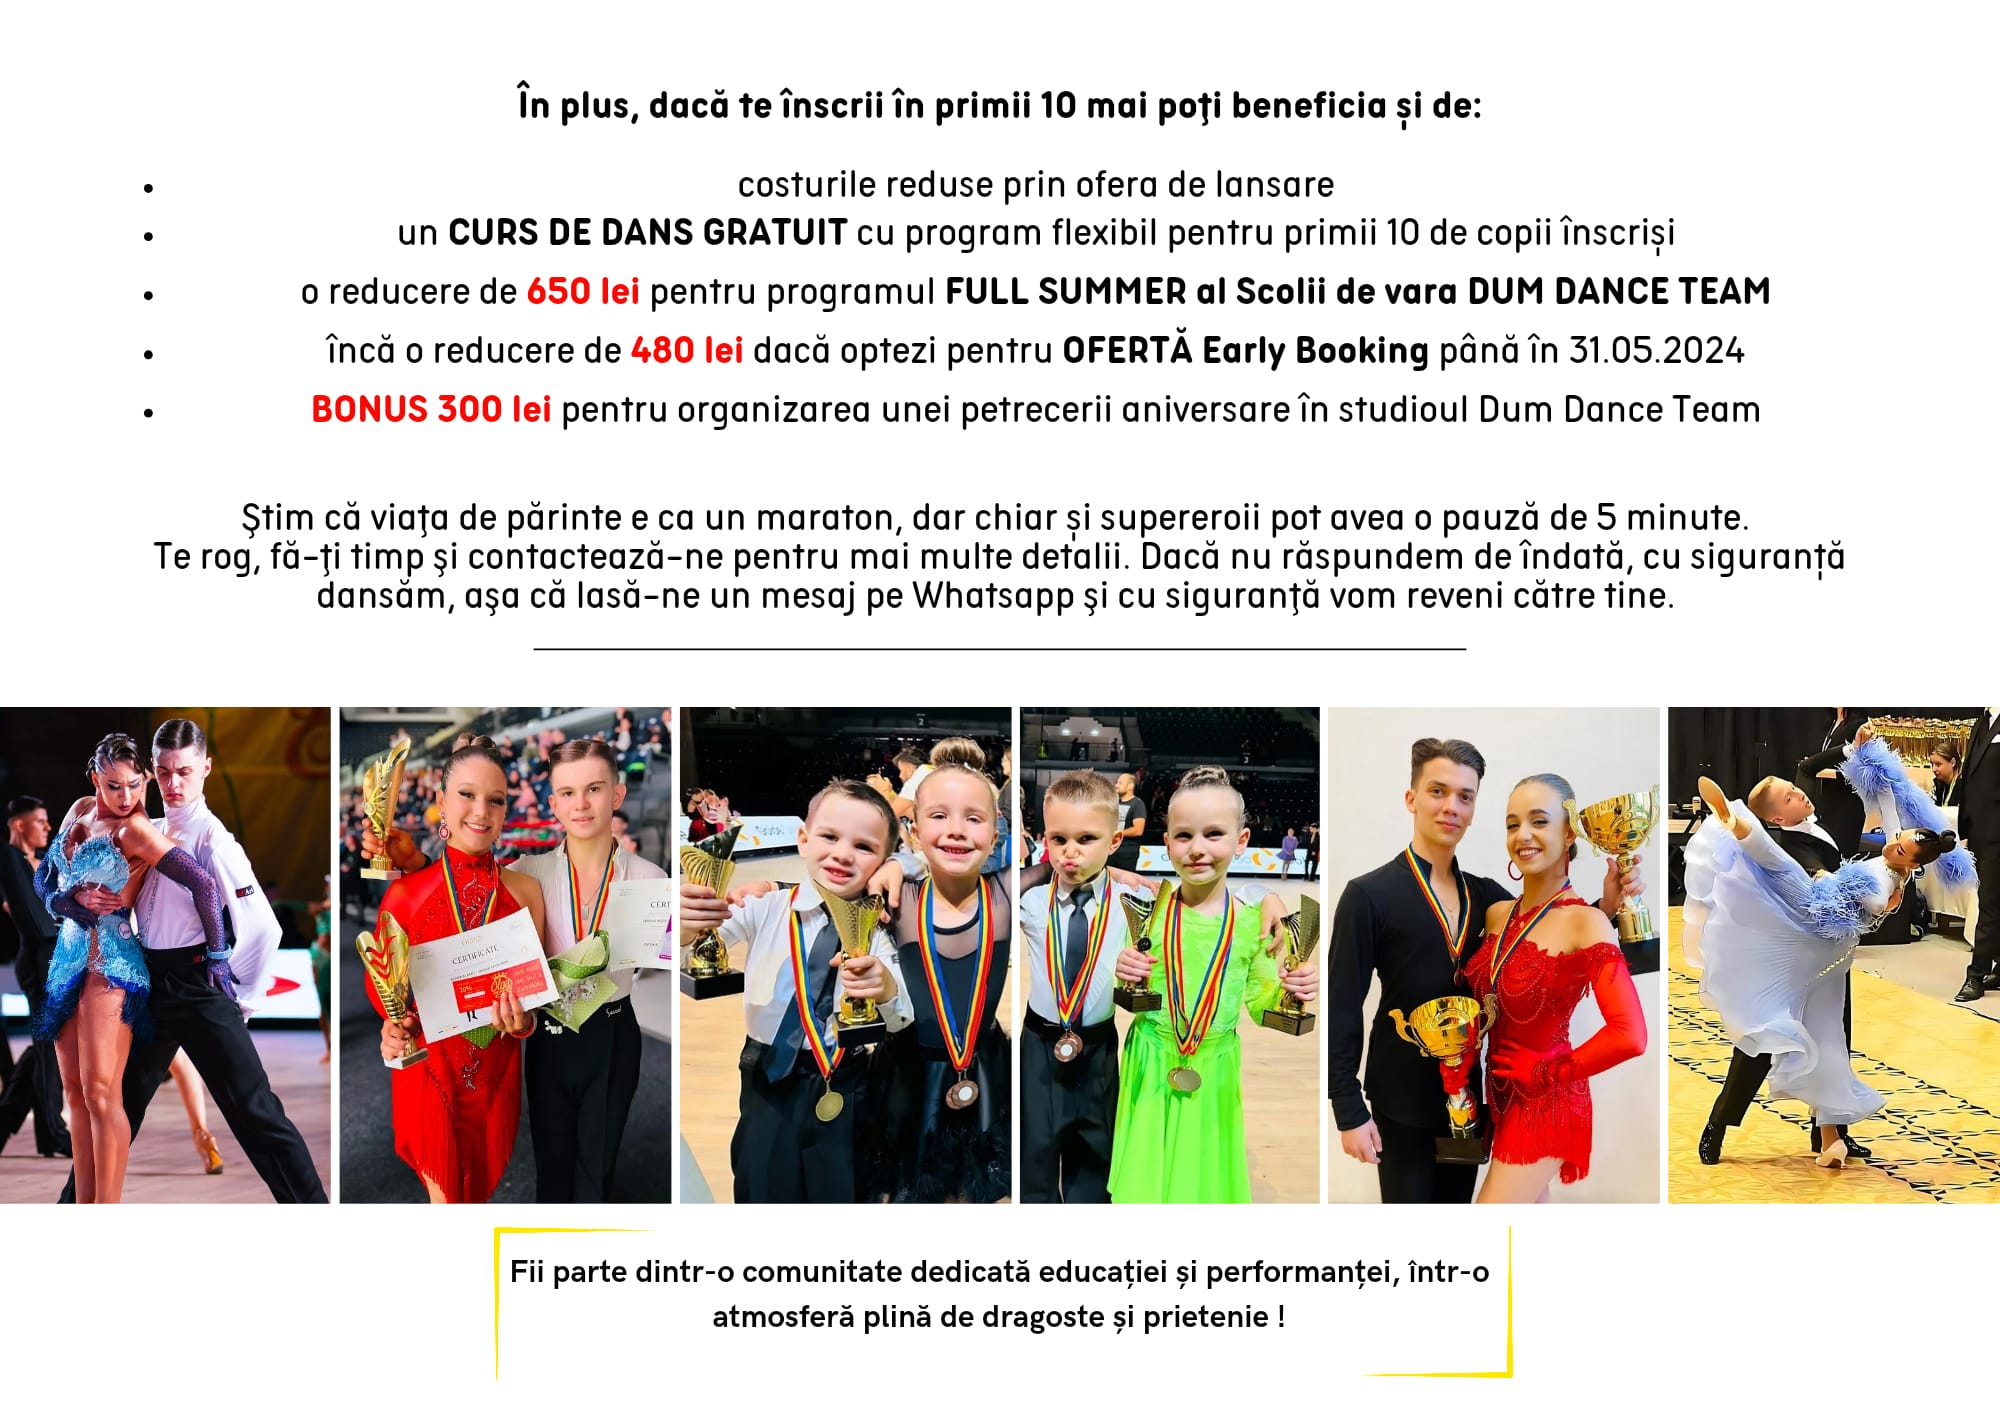 În plus, dacă te înscrii în primii 10 mai poţi beneficia și de:
• costurile reduse prin ofera de lansare
• un CURS DE DANS GRATUIT cu program flexibil pentru primii 10 de copii înscriși
• o reducere de 650 lei pentru programul FULL SUMMER al Scolii de vara DUM DANCE TEAM
• încă o reducere de 480 lei dacă optezi pentru OFERTĂ Early Booking până în 31.05.2024
• BONUS 300 lei pentru organizarea unei petrecerii aniversare în studioul Dum Dance Team
Ştim că viaţa de părinte e ca un maraton, dar chiar și supereroii pot avea o pauză de 5 minute.
Te rog, fă-ţi timp şi contactează-ne pentru mai multe detalii. Dacă nu răspundem de îndată, cu siguranță
dansăm, aşa că lasă-ne un mesaj pe Whatsapp şi cu siguranţă vom reveni către tine.
CERTIFICATE
Fii parte dintr-o comunitate dedicată educației și performanței, într-o
atmosferă plină de dragoste și prietenie !